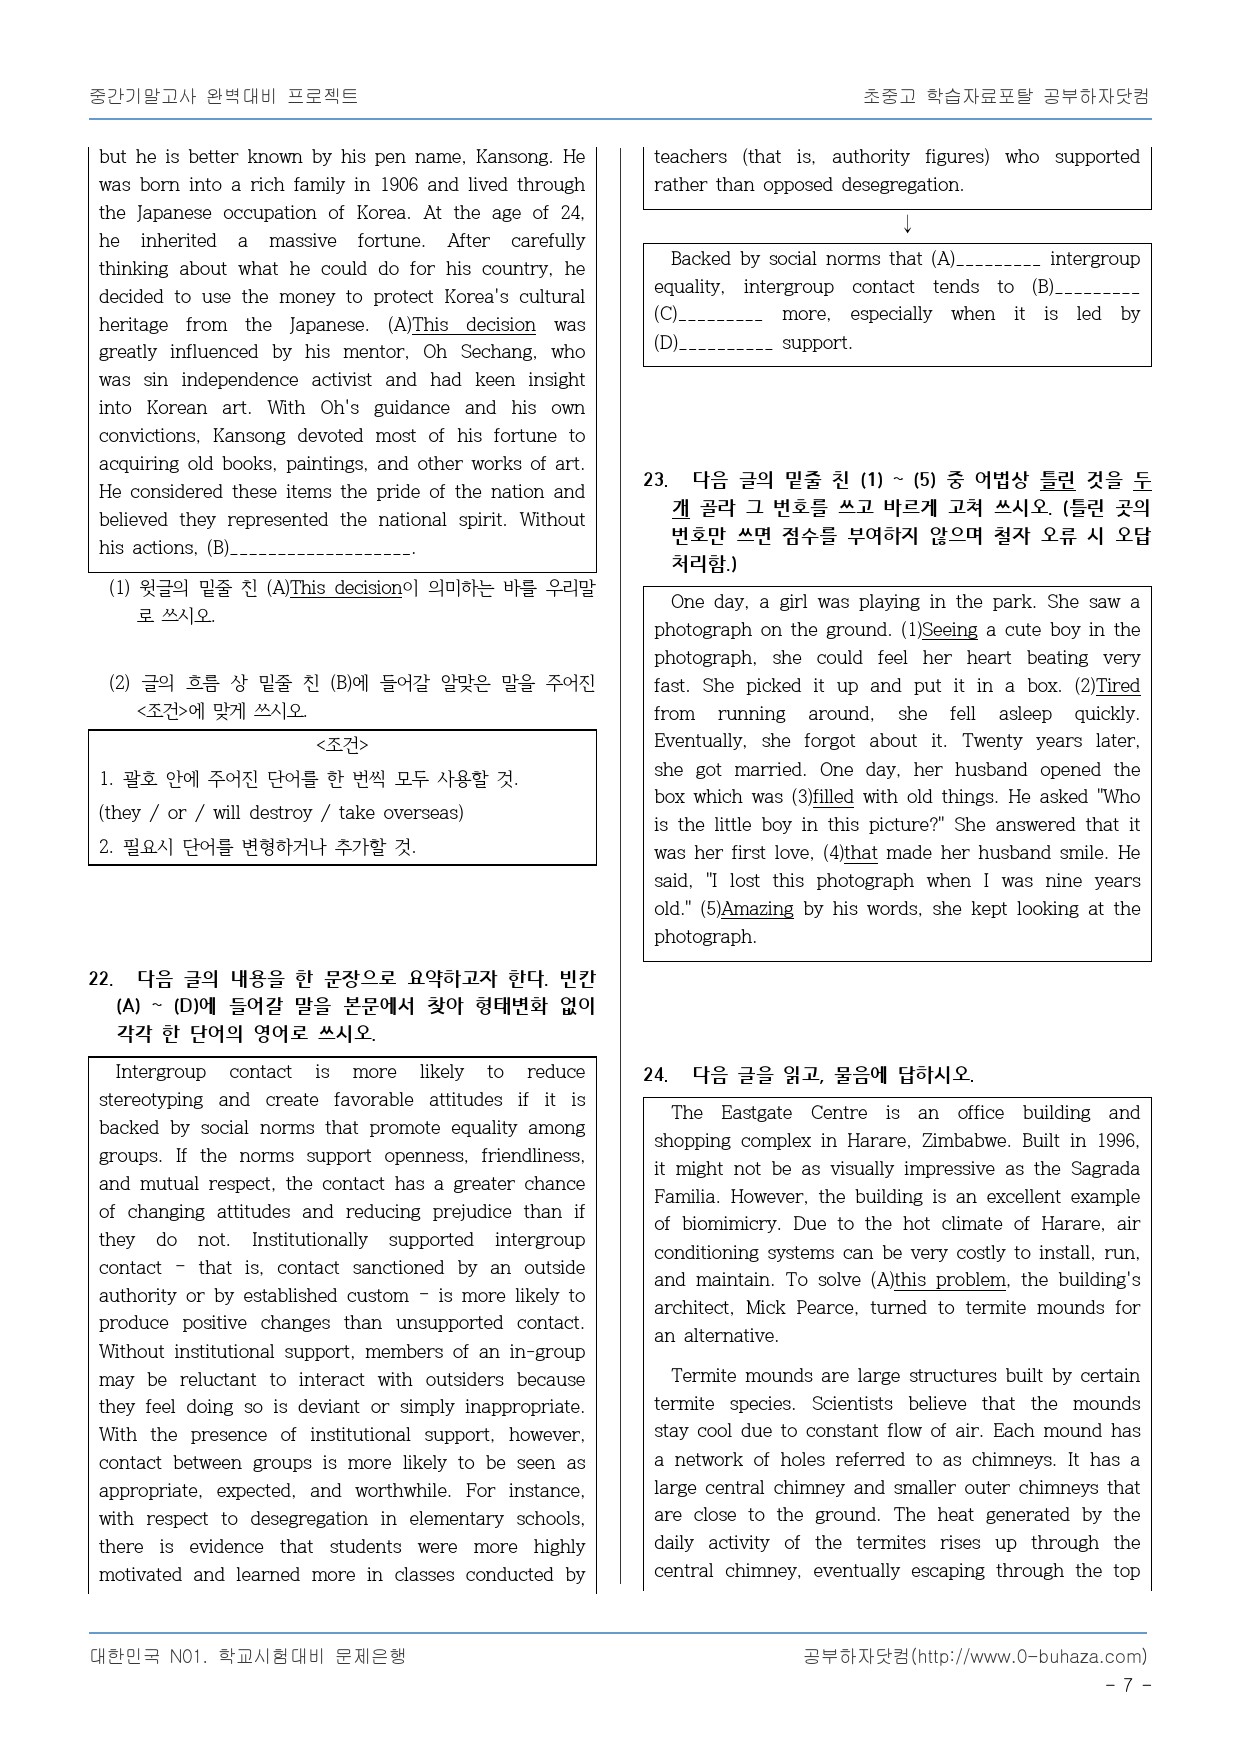 중간기말고사 완벽대비 프로젝트
초중고 학습자료포탈 공부하자닷컴
but he is better known by his pen name, Kansong. He
was born into a rich family in 1906 and lived through
the Japanese occupation of Korea. At the age of 24,
he inherited a massive fortune. After carefully
thinking about what he could do for his country, he
decided to use the money to protect Korea's cultural
heritage from the Japanese. (A)This decision was
greatly influenced by his mentor, Oh Sechang, who
was sin independence activist and had keen insight
into Korean art. With Oh's guidance and his own
convictions, Kansong devoted most of his fortune to
acquiring old books, paintings, and other works of art.
He considered these items the pride of the nation and
believed they represented the national spirit. Without
his actions, (B)___________________.
(1) 윗글의 밑줄 친 (A)This decision이 의미하는 바를 우리말
로 쓰시오.
(2) 글의 흐름 상 밑줄 친 (B)에 들어갈 알맞은 말을 주어진
<조건>에 맞게 쓰시오.
<조건>
1. 괄호 안에 주어진 단어를 한 번씩 모두 사용할 것.
(they / or / will destroy / take overseas)
2. 필요시 단어를 변형하거나 추가할 것.
22. 다음 글의 내용을 한 문장으로 요약하고자 한다. 빈칸
(A) ~ (D)에 들어갈 말을 본문에서 찾아 형태변화 없이
각각 한 단어의 영어로 쓰시오.
Intergroup contact is more likely to reduce
stereotyping and create favorable attitudes if it is
backed by social norms that promote equality among
groups. If the norms support openness, friendliness,
and mutual respect, the contact has a greater chance
of changing attitudes and reducing prejudice than if
they do not. Institutionally supported intergroup
contact - that is, contact sanctioned by an outside
authority or by established custom - is more likely to
produce positive changes than unsupported contact.
Without institutional support, members of an in-group
may be reluctant to interact with outsiders because
they feel doing so is deviant or simply inappropriate.
With the presence of institutional support, however,
contact between groups is more likely to be seen as
appropriate, expected, and worthwhile. For instance,
with respect to desegregation in elementary schools,
there is evidence that students were more highly
motivated and learned more in classes conducted by
teachers (that is, authority figures) who supported
rather than opposed desegregation.
↓
Backed by social norms that (A)_________ intergroup
equality, intergroup contact tends to (B)_________
(C)_________ more, especially when it is led by
(D)__________ support.
23. 다음 글의 밑줄 친 (1) ~ (5) 중 어법상 틀린 것을 두
개 골라 그 번호를 쓰고 바르게 고쳐 쓰시오. (틀린 곳의
번호만 쓰면 점수를 부여하지 않으며 철자 오류 시 오답
처리함.)
One day, a girl was playing in the park. She saw a
photograph on the ground. (1)Seeing a cute boy in the
photograph, she could feel her heart beating very
fast. She picked it up and put it in a box. (2)Tired
from running around, she fell asleep quickly.
Eventually, she forgot about it. Twenty years later,
she got married. One day, her husband opened the
box which was (3)filled with old things. He asked "Who
is the little boy in this picture?" She answered that it
was her first love, (4)that made her husband smile. He
said, "I lost this photograph when I was nine years
old." (5)Amazing by his words, she kept looking at the
photograph.
24. 다음 글을 읽고, 물음에 답하시오.
The Eastgate Centre is an office building and
shopping complex in Harare, Zimbabwe. Built in 1996,
it might not be as visually impressive as the Sagrada
Familia. However, the building is an excellent example
of biomimicry. Due to the hot climate of Harare, air
conditioning systems can be very costly to install, run,
and maintain. To solve (A)this problem, the building's
architect, Mick Pearce, turned to termite mounds for
an alternative.
Termite mounds are large structures built by certain
termite species. Scientists believe that the mounds
stay cool due to constant flow of air. Each mound has
a network of holes referred to as chimneys. It has a
large central chimney and smaller outer chimneys that
are close to the ground. The heat generated by the
daily activity of the termites rises up through the
central chimney, eventually escaping through the top
대한민국 N01. 학교시험대비 문제은행
공부하자닷컴(http://www.0-buhaza.com)
- 7 -